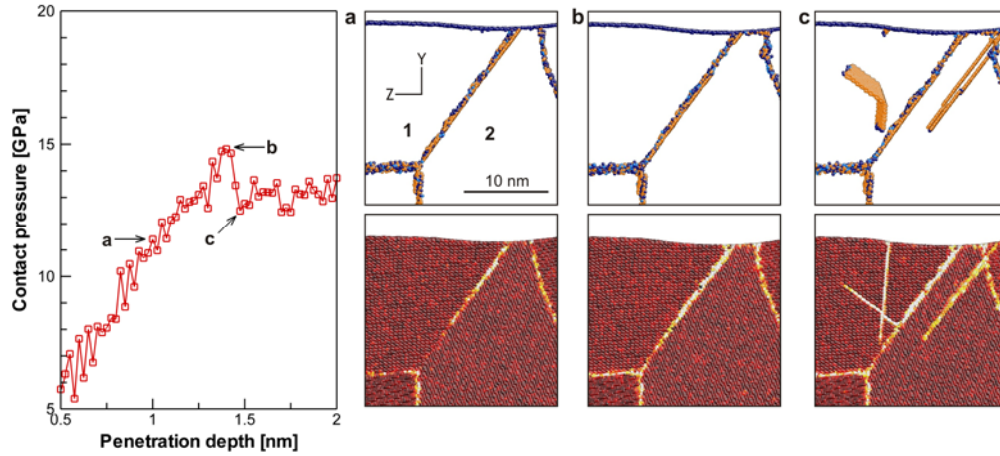 20
15
10
5
0.5
1
1.5
2
Contact pressure [GPa]
Penetration depth [nm]
a
b
c
a
Y
Z
1
2
10 nm
b
c